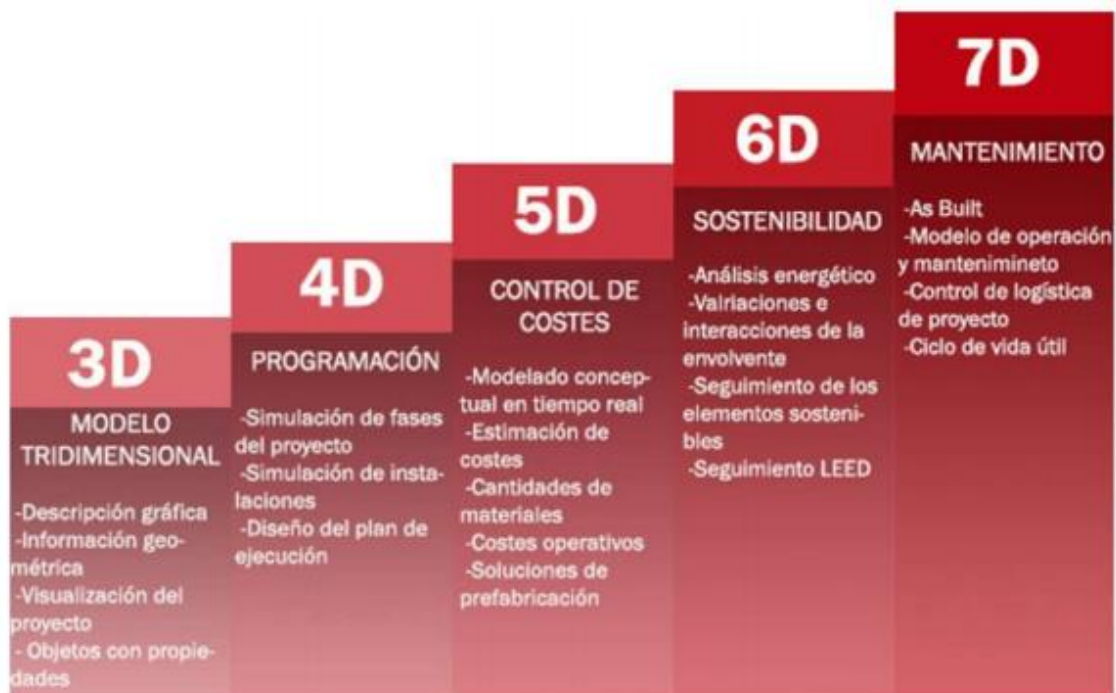 3D
MODELO
TRIDIMENSIONAL
-Descripción gráfica
-Información geo-
métrica
-Visualización del
proyecto
- Objetos con propie-
dades
4D
PROGRAMACIÓN
-Simulación de fases
del proyecto
-Simulación de insta-
laciones
-Diseño del plan de
ejecución
5D
CONTROL DE
COSTES
-Modelado concep-
tual en tiempo real
-Estimación de
costes
-Cantidades de
materiales
-Costes operativos
-Soluciones de
prefabricación
6D
SOSTENIBILIDAD
-Análisis energético
-Valriaciones e
interacciones de la
envolvente
-Seguimiento de los
elementos sosteni-
bles
-Seguimiento LEED
7D
MANTENIMIENTO
-As Built
-Modelo de operación
y mantenimineto
-Control de logística
de proyecto
-Ciclo de vida útil